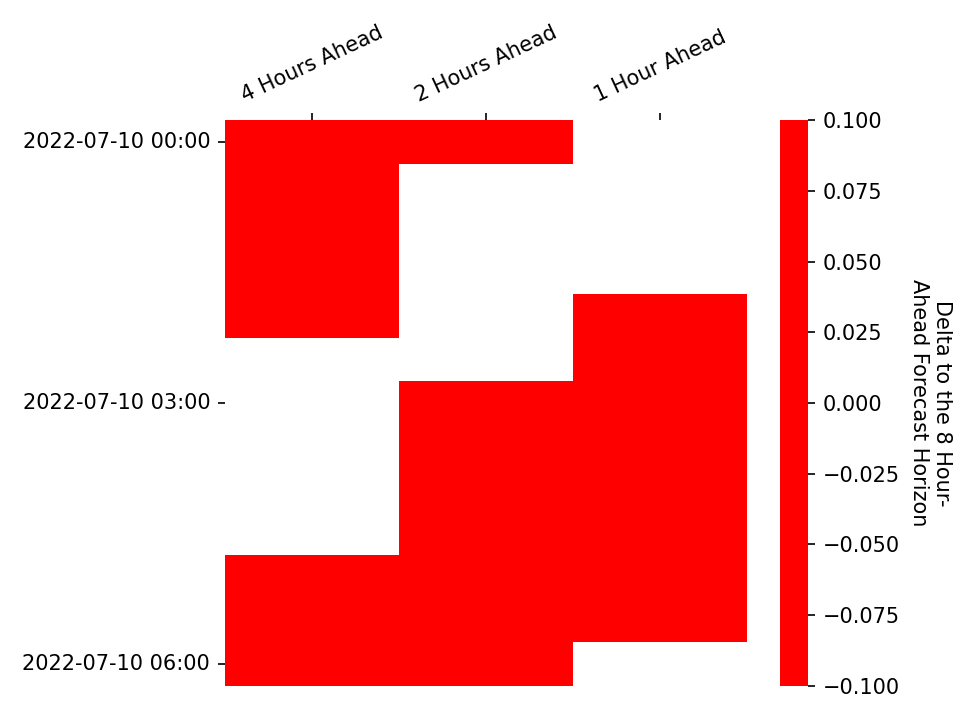 4 Hours Ahead
2 Hours Ahead
1 Hour Ahead
2022-07-10 00:00
2022-07-10 03:00
2022-07-10 06:00
0.100
0.075
0.050
0.025
0.000
−0.025
−0.050
−0.075
−0.100
Delta to the 8 Hour-
Ahead Forecast Horizon